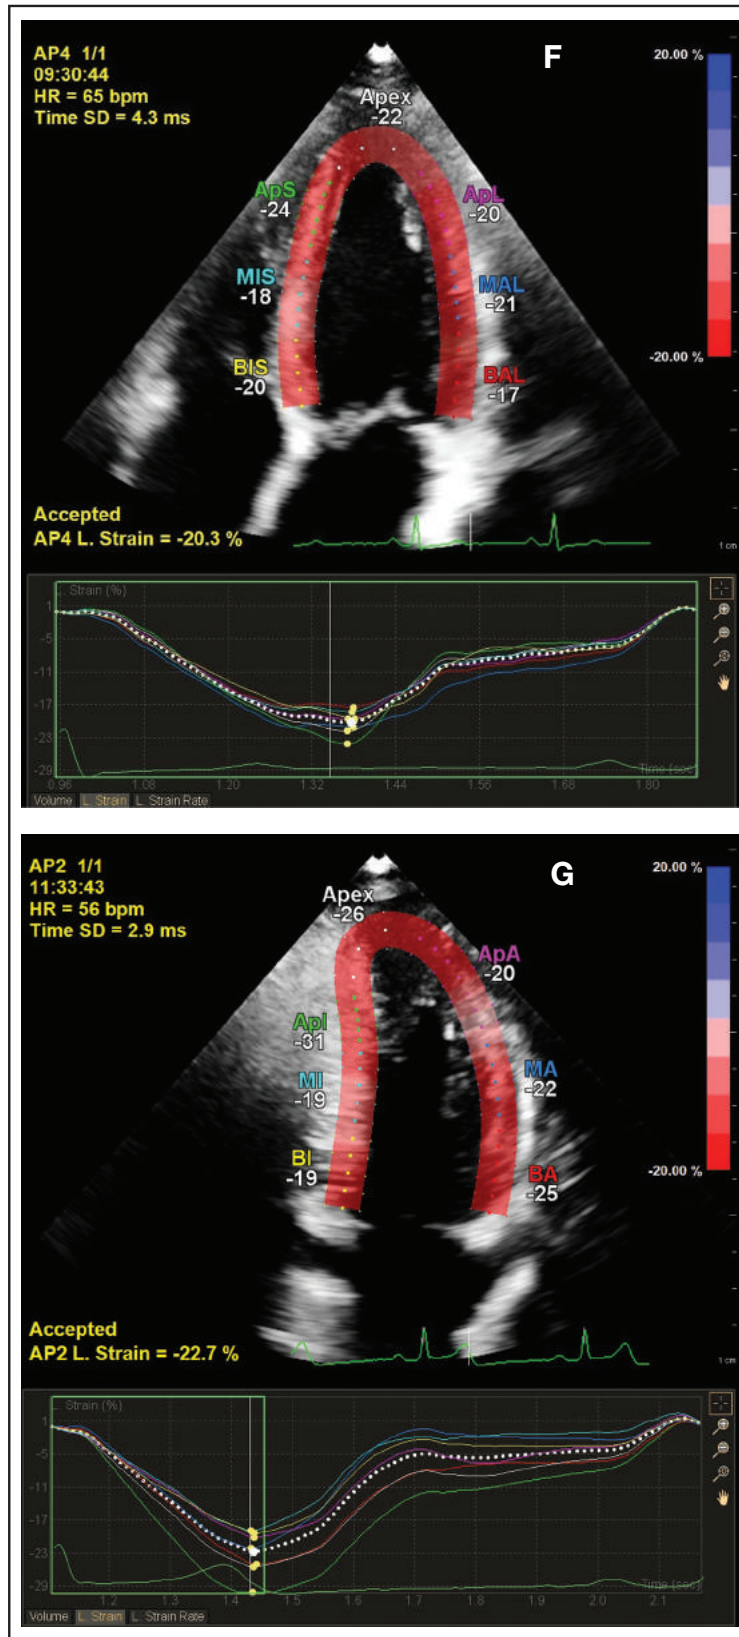 AP4 1/1
09:30:44
HR = 65 bpm
Time SD = 4.3 ms
F
20.00 %
Apex
-22
ApS
-24
ApL
-20
MIS
-18
MAL
-21
BIS
-20
BAL
-17
-20.00 %
Accepted
AP4 L. Strain = -20.3 %
1 cm
L. Strain (%)
1
-5
-11
-17
-23
-29
Time (sec)
0.96 1.08 1.20 1.32 1.44 1.56 1.68 1.80
Volume L. Strain L. Strain Rate
AP2 1/1
11:33:43
HR = 56 bpm
Time SD = 2.9 ms
G
20.00 %
Apex
-26
ApA
-20
ApI
-31
MI
-19
MA
-22
BI
-19
BA
-25
-20.00 %
Accepted
AP2 L. Strain = -22.7 %
1 cm
L. Strain (%)
1
-5
-11
-17
-23
-29
Time (sec)
1.2 1.3 1.4 1.5 1.6 1.7 1.8 1.9 2.0 2.1
Volume L. Strain L. Strain Rate